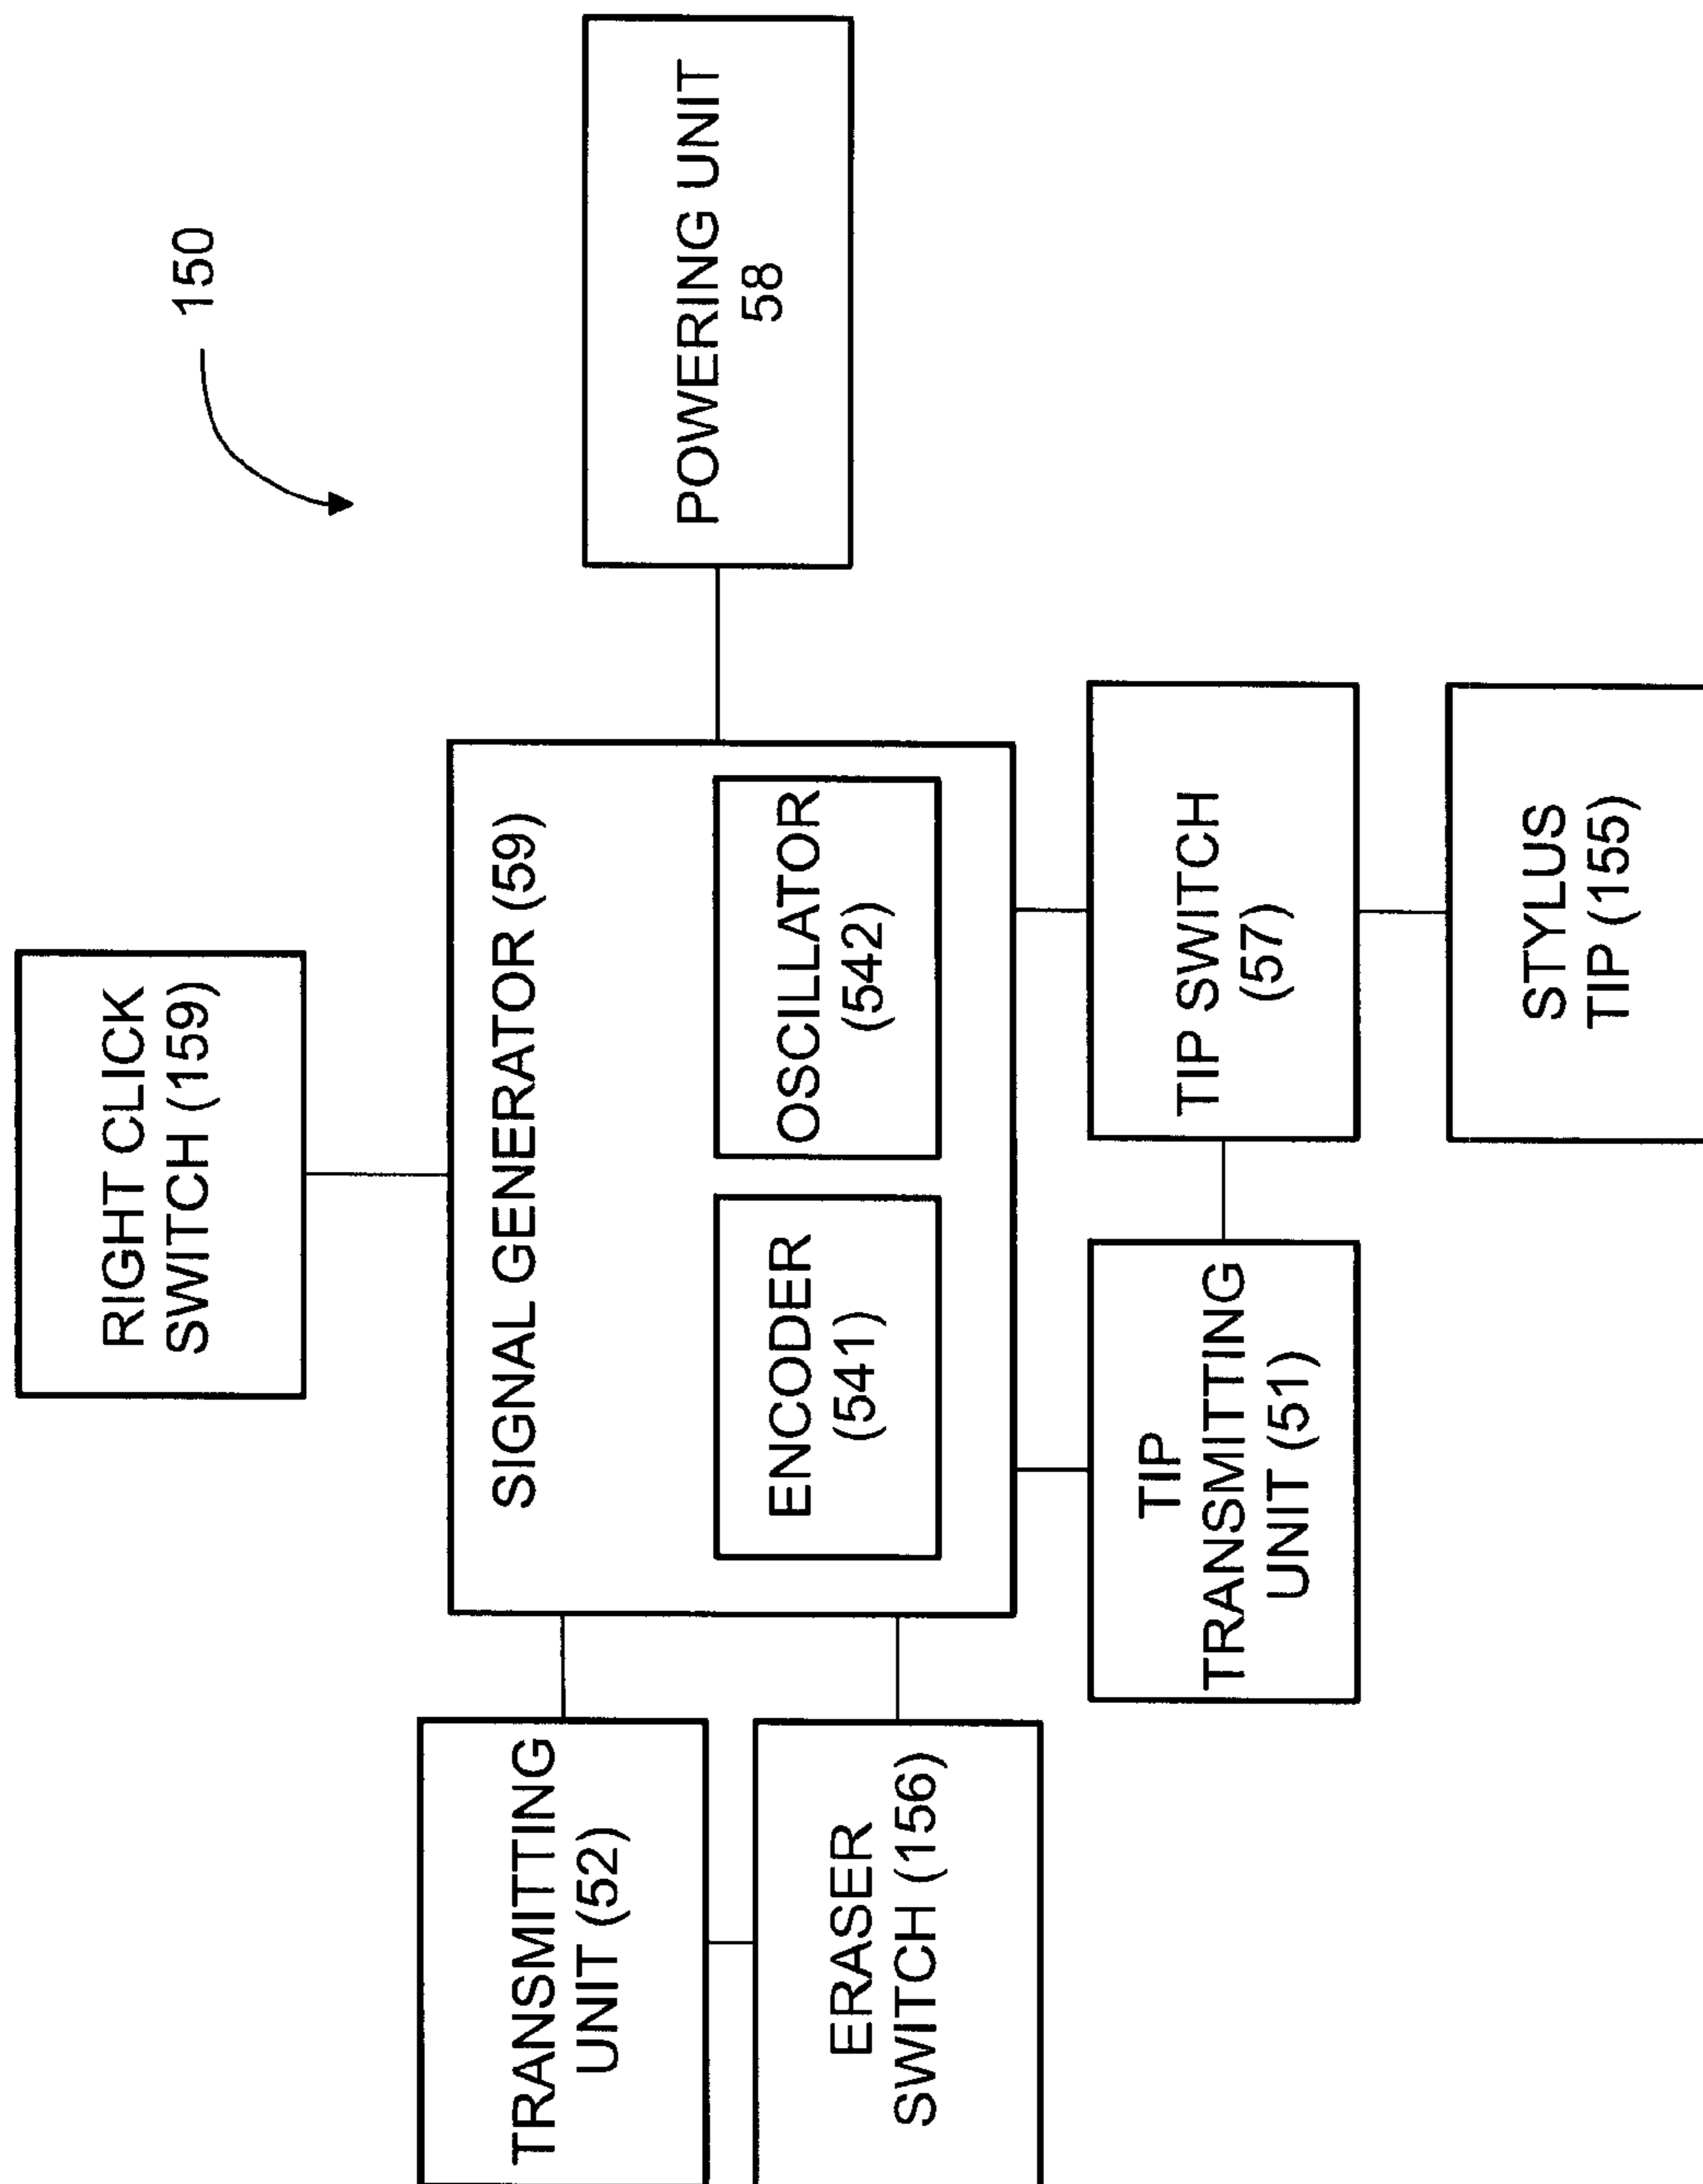 150
RIGHT CLICK
SWITCH (159)
TRANSMITTING
UNIT (52)
SIGNAL GENERATOR (59)
POWERING UNIT
58
ERASER
SWITCH (156)
ENCODER
(541)
OSCILLATOR
(542)
TIP
TRANSMITTING
UNIT (51)
TIP SWITCH
(57)
STYLUS
TIP (155)